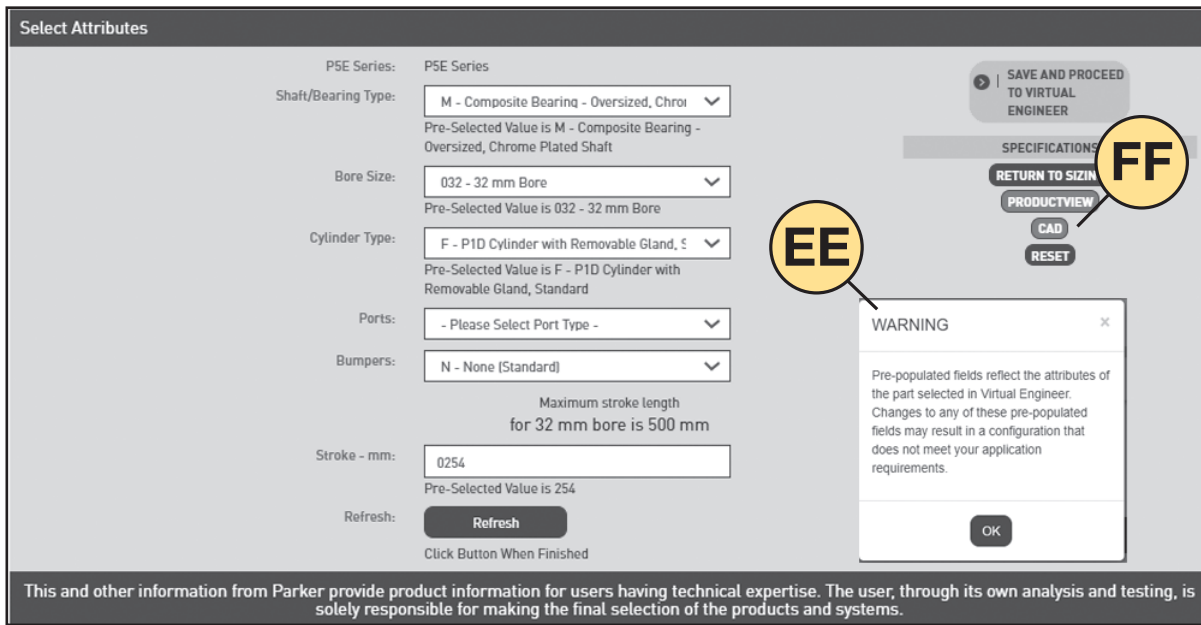 Select Attributes
P5E Series: P5E Series
Shaft/Bearing Type: M - Composite Bearing - Oversized, Chro
Pre-Selected Value is M - Composite Bearing -
Oversized, Chrome Plated Shaft
Bore Size: 032 - 32 mm Bore
Pre-Selected Value is 032 - 32 mm Bore
Cylinder Type: F - P1D Cylinder with Removable Gland, S
Pre-Selected Value is F - P1D Cylinder with
Removable Gland, Standard
Ports: - Please Select Port Type -
Bumpers: N - None (Standard)
Maximum stroke length
for 32 mm bore is 500 mm
Stroke - mm: 0254
Pre-Selected Value is 254
Refresh: Refresh
Click Button When Finished
SAVE AND PROCEED
TO VIRTUAL
ENGINEER
SPECIFICATIONS
RETURN TO SIZIN
PRODUCTVIEW
CAD
RESET
FF
EE
WARNING ×
Pre-populated fields reflect the attributes of
the part selected in Virtual Engineer.
Changes to any of these pre-populated
fields may result in a configuration that
does not meet your application
requirements.
OK
This and other information from Parker provide product information for users having technical expertise. The user, through its own analysis and testing, is
solely responsible for making the final selection of the products and systems.